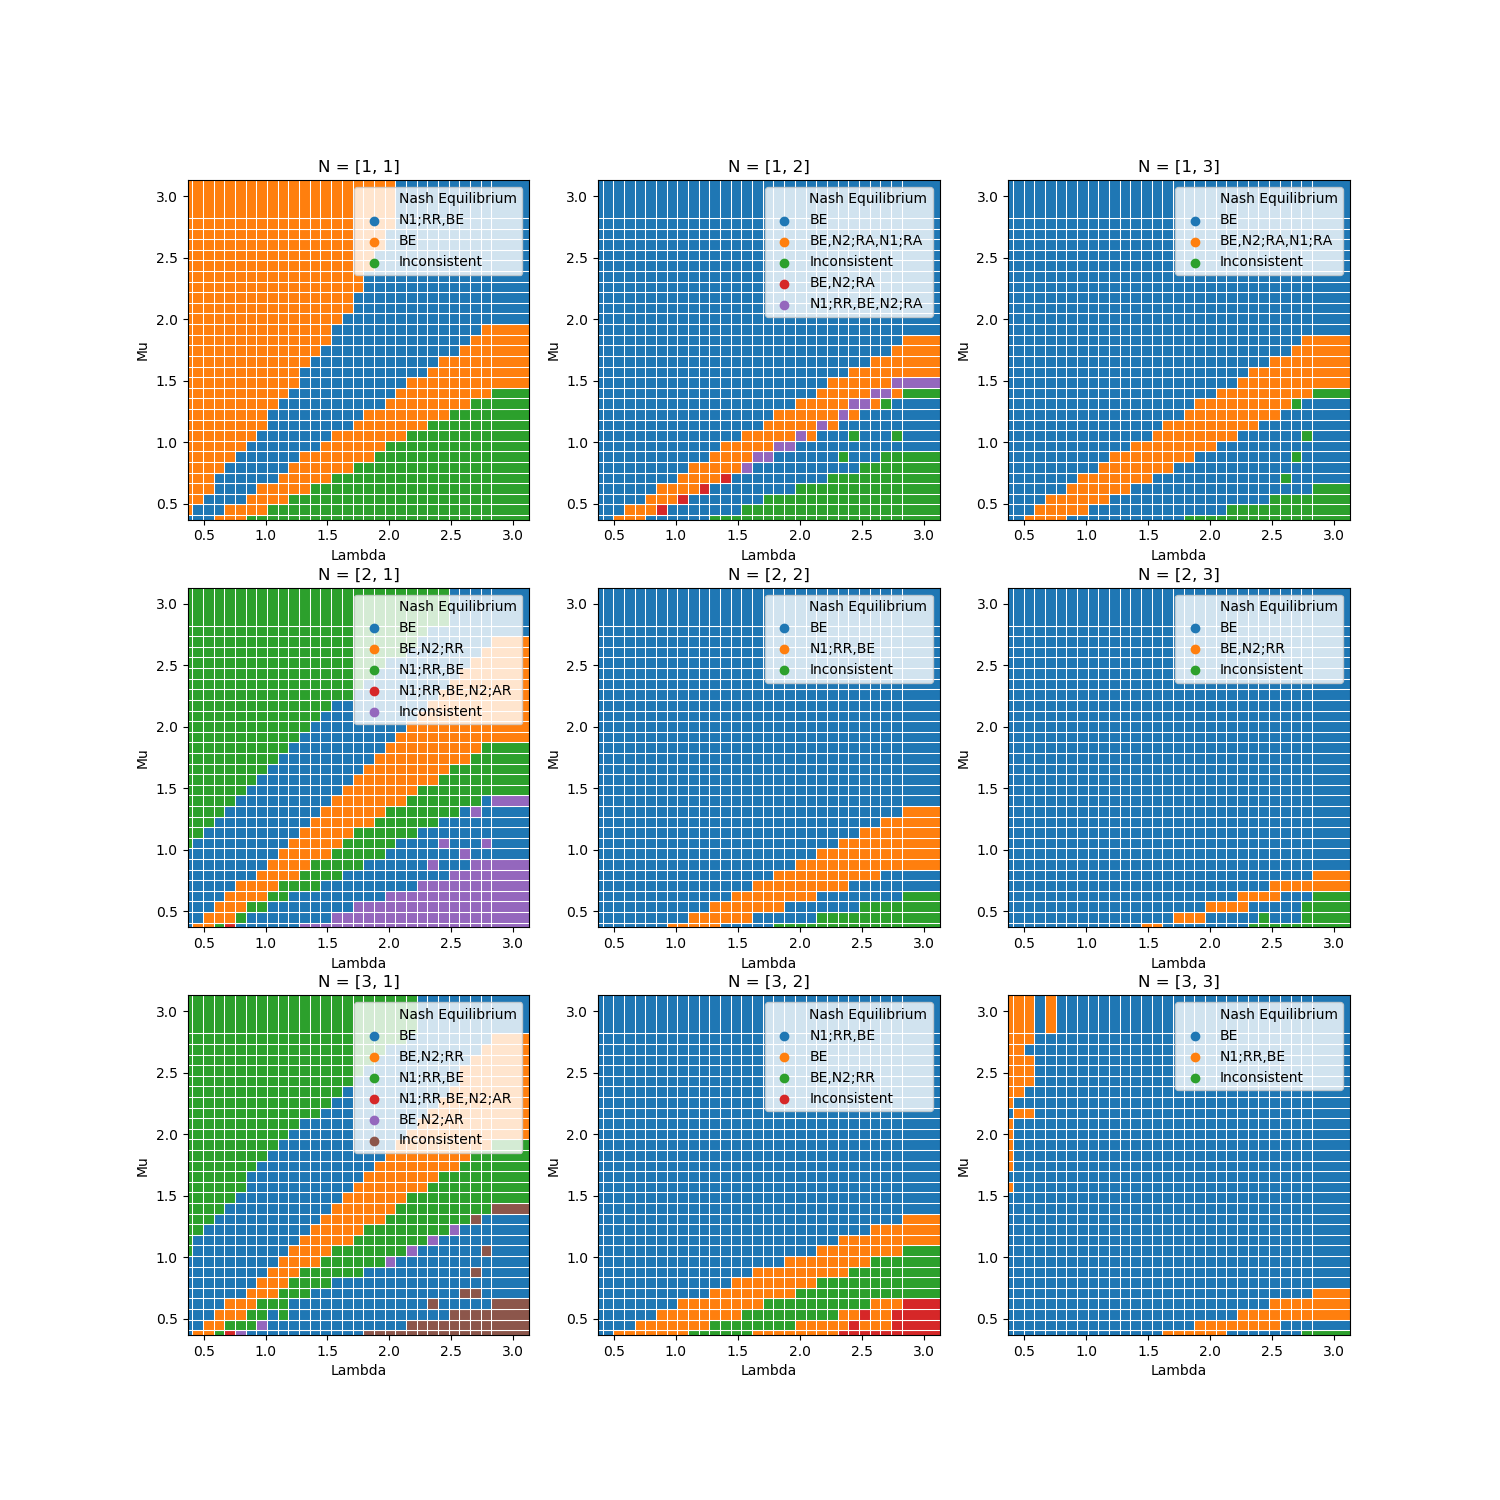 N = [1, 1]
N = [1, 2]
N = [1, 3]
Mu
3.0
2.5
2.0
1.5
1.0
0.5
Nash Equilibrium
N1;RR,BE
BE
Inconsistent
0.5 1.0 1.5 2.0 2.5 3.0
Lambda
Mu
3.0
2.5
2.0
1.5
1.0
0.5
Nash Equilibrium
BE
BE,N2;RA,N1;RA
Inconsistent
BE,N2;RA
N1;RR,BE,N2;RA
0.5 1.0 1.5 2.0 2.5 3.0
Lambda
Mu
3.0
2.5
2.0
1.5
1.0
0.5
Nash Equilibrium
BE
BE,N2;RA,N1;RA
Inconsistent
0.5 1.0 1.5 2.0 2.5 3.0
Lambda
N = [2, 1]
N = [2, 2]
N = [2, 3]
Mu
3.0
2.5
2.0
1.5
1.0
0.5
Nash Equilibrium
BE
BE,N2;RR
N1;RR,BE
N1;RR,BE,N2;AR
Inconsistent
0.5 1.0 1.5 2.0 2.5 3.0
Lambda
Mu
3.0
2.5
2.0
1.5
1.0
0.5
Nash Equilibrium
BE
N1;RR,BE
Inconsistent
0.5 1.0 1.5 2.0 2.5 3.0
Lambda
Mu
3.0
2.5
2.0
1.5
1.0
0.5
Nash Equilibrium
BE
BE,N2;RR
Inconsistent
0.5 1.0 1.5 2.0 2.5 3.0
Lambda
N = [3, 1]
N = [3, 2]
N = [3, 3]
Mu
3.0
2.5
2.0
1.5
1.0
0.5
Nash Equilibrium
BE
BE,N2;RR
N1;RR,BE
N1;RR,BE,N2;AR
BE,N2;AR
Inconsistent
0.5 1.0 1.5 2.0 2.5 3.0
Lambda
Mu
3.0
2.5
2.0
1.5
1.0
0.5
Nash Equilibrium
N1;RR,BE
BE
BE,N2;RR
Inconsistent
0.5 1.0 1.5 2.0 2.5 3.0
Lambda
Mu
3.0
2.5
2.0
1.5
1.0
0.5
Nash Equilibrium
BE
N1;RR,BE
Inconsistent
0.5 1.0 1.5 2.0 2.5 3.0
Lambda